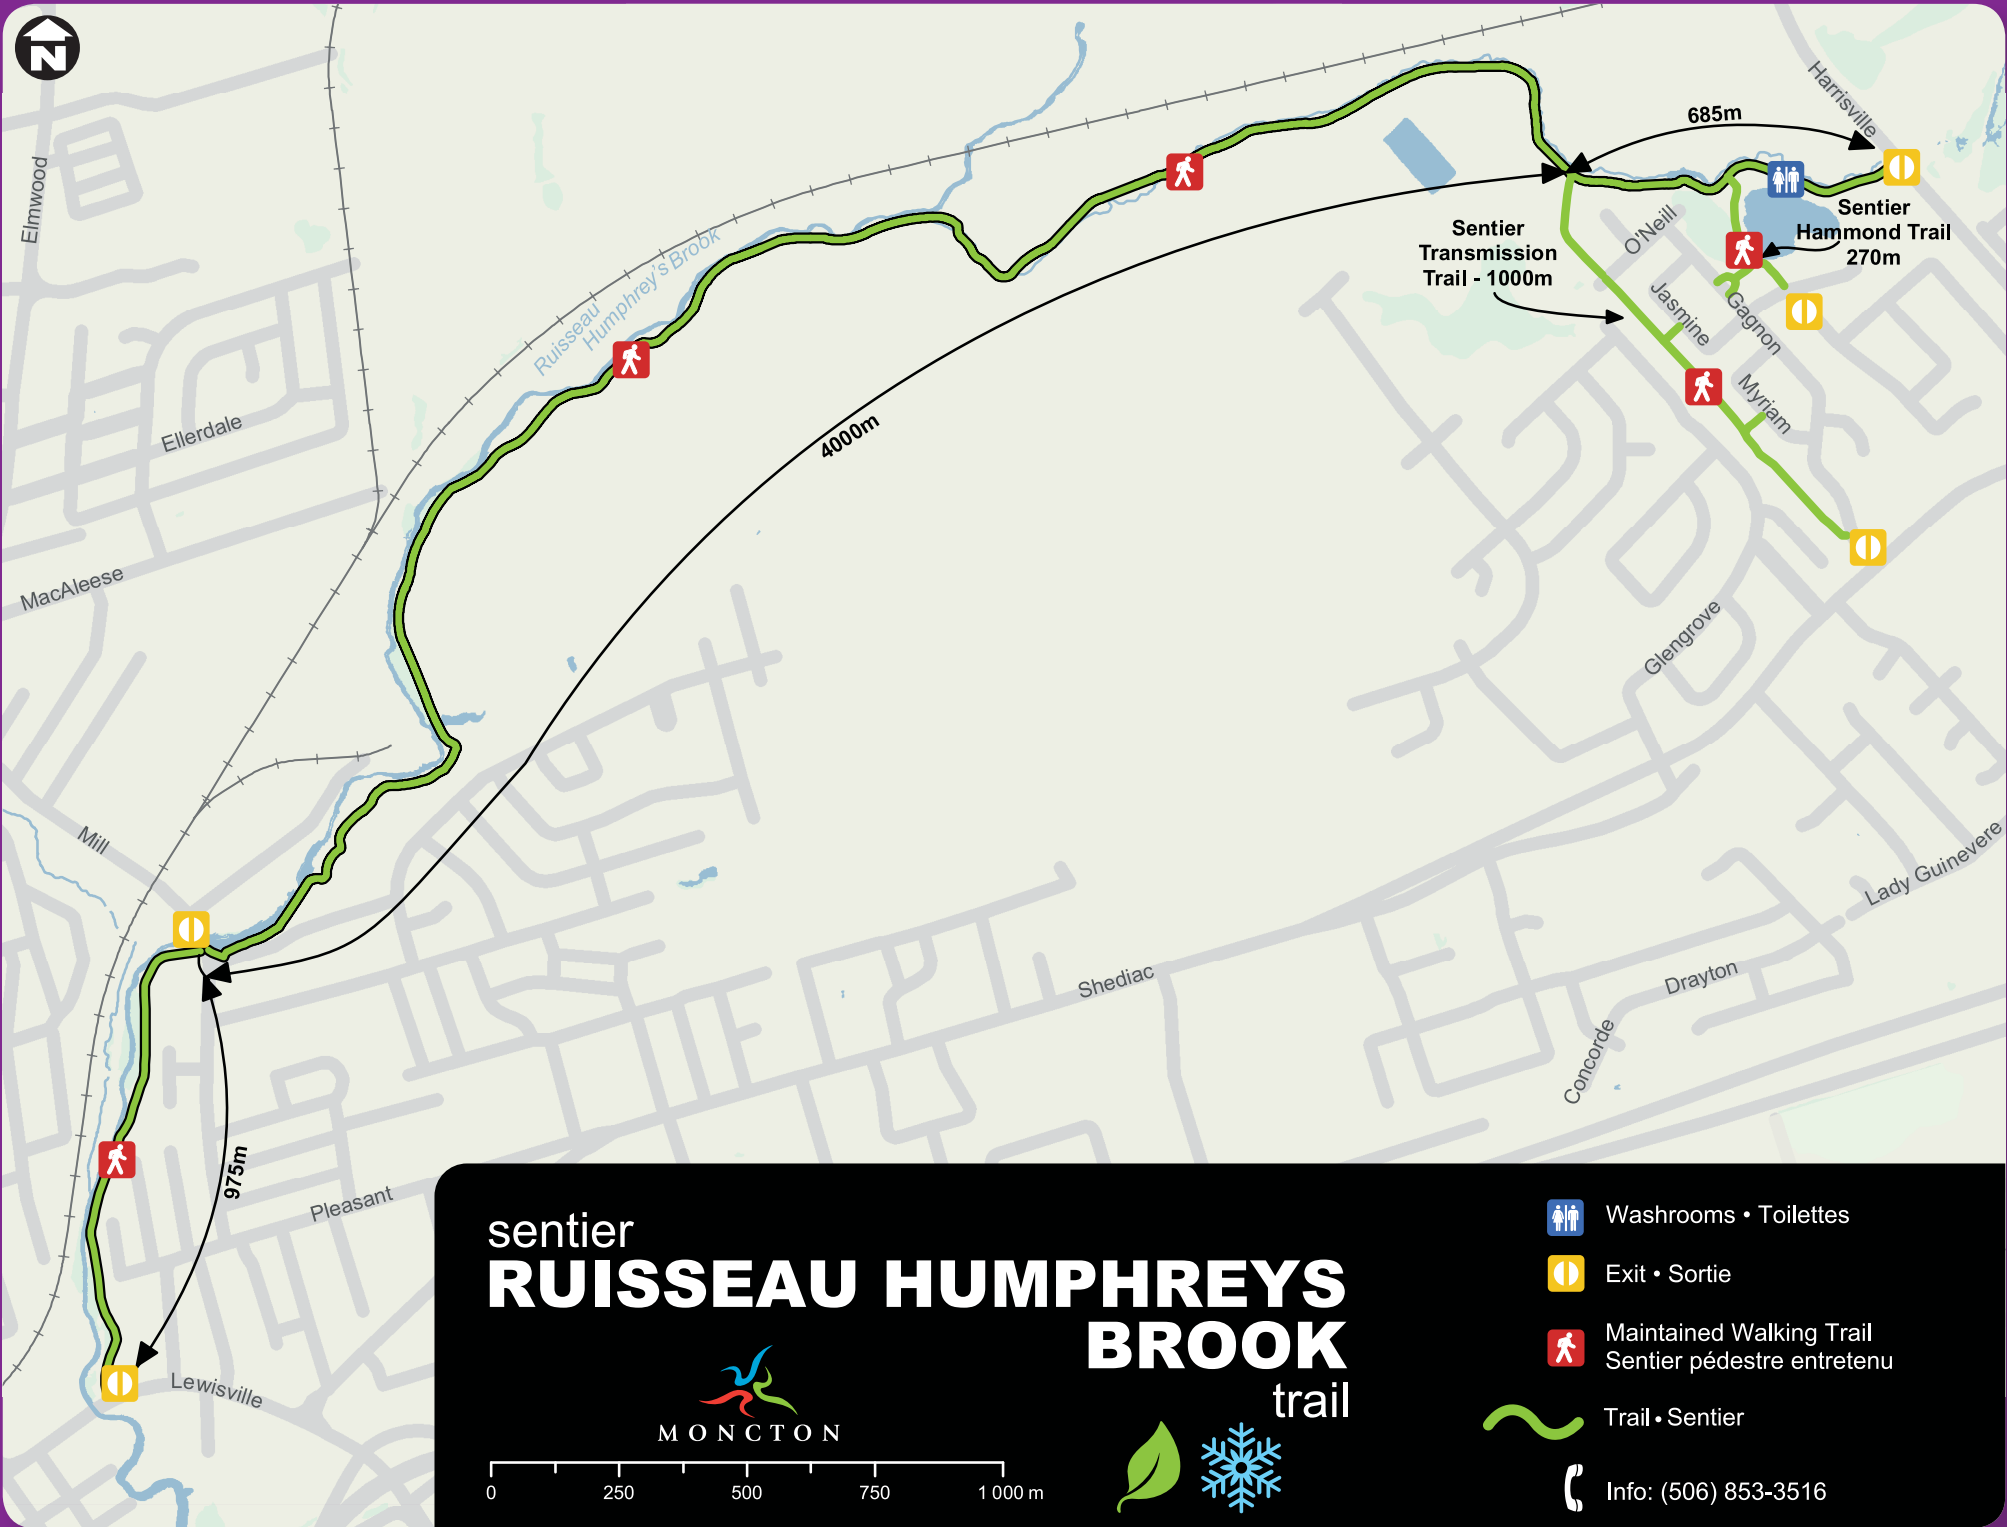 N
Harrisville
685m
Elmwood
Sentier
Hammond Trail
270m
Sentier
Transmission
Trail - 1000m
O'Neill
Ruisseau
Humphrey's Brook
Jasmine
Gagnon
Myriam
4000m
Ellerdale
MacAleese
Glengrove
Mill
Lady Guinevere
Shediac
Drayton
Concorde
975m
Pleasant
Lewisville
sentier
RUISSEAU HUMPHREYS
BROOK
trail
MONCTON
0 250 500 750 1 000 m
Washrooms • Toilettes
Exit • Sortie
Maintained Walking Trail
Sentier pédestre entretenu
Trail • Sentier
Info: (506) 853-3516